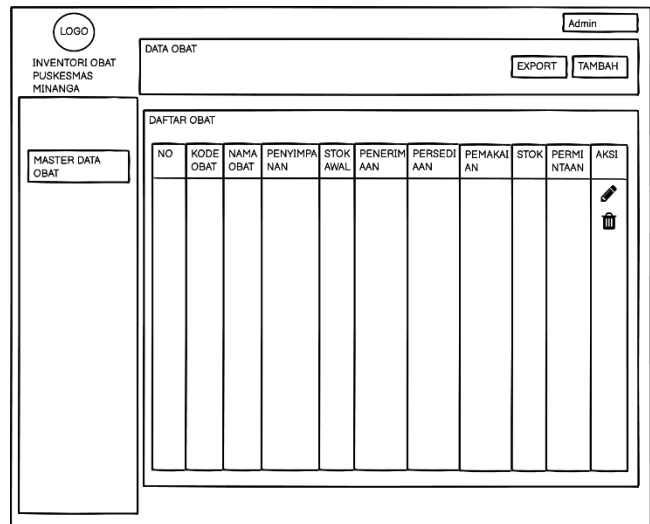 LOGO
Admin
INVENTORI OBAT
PUSKESMAS
MINANGA
DATA OBAT
EXPORT
TAMBAH
MASTER DATA
OBAT
DAFTAR OBAT
NO
KODE
OBAT
NAMA
OBAT
PENYIMPA
NAN
STOK
AWAL
PENERIM
AAN
PERSEDI
AAN
PEMAKAI
AN
STOK
PERMI
NTAAN
AKSI